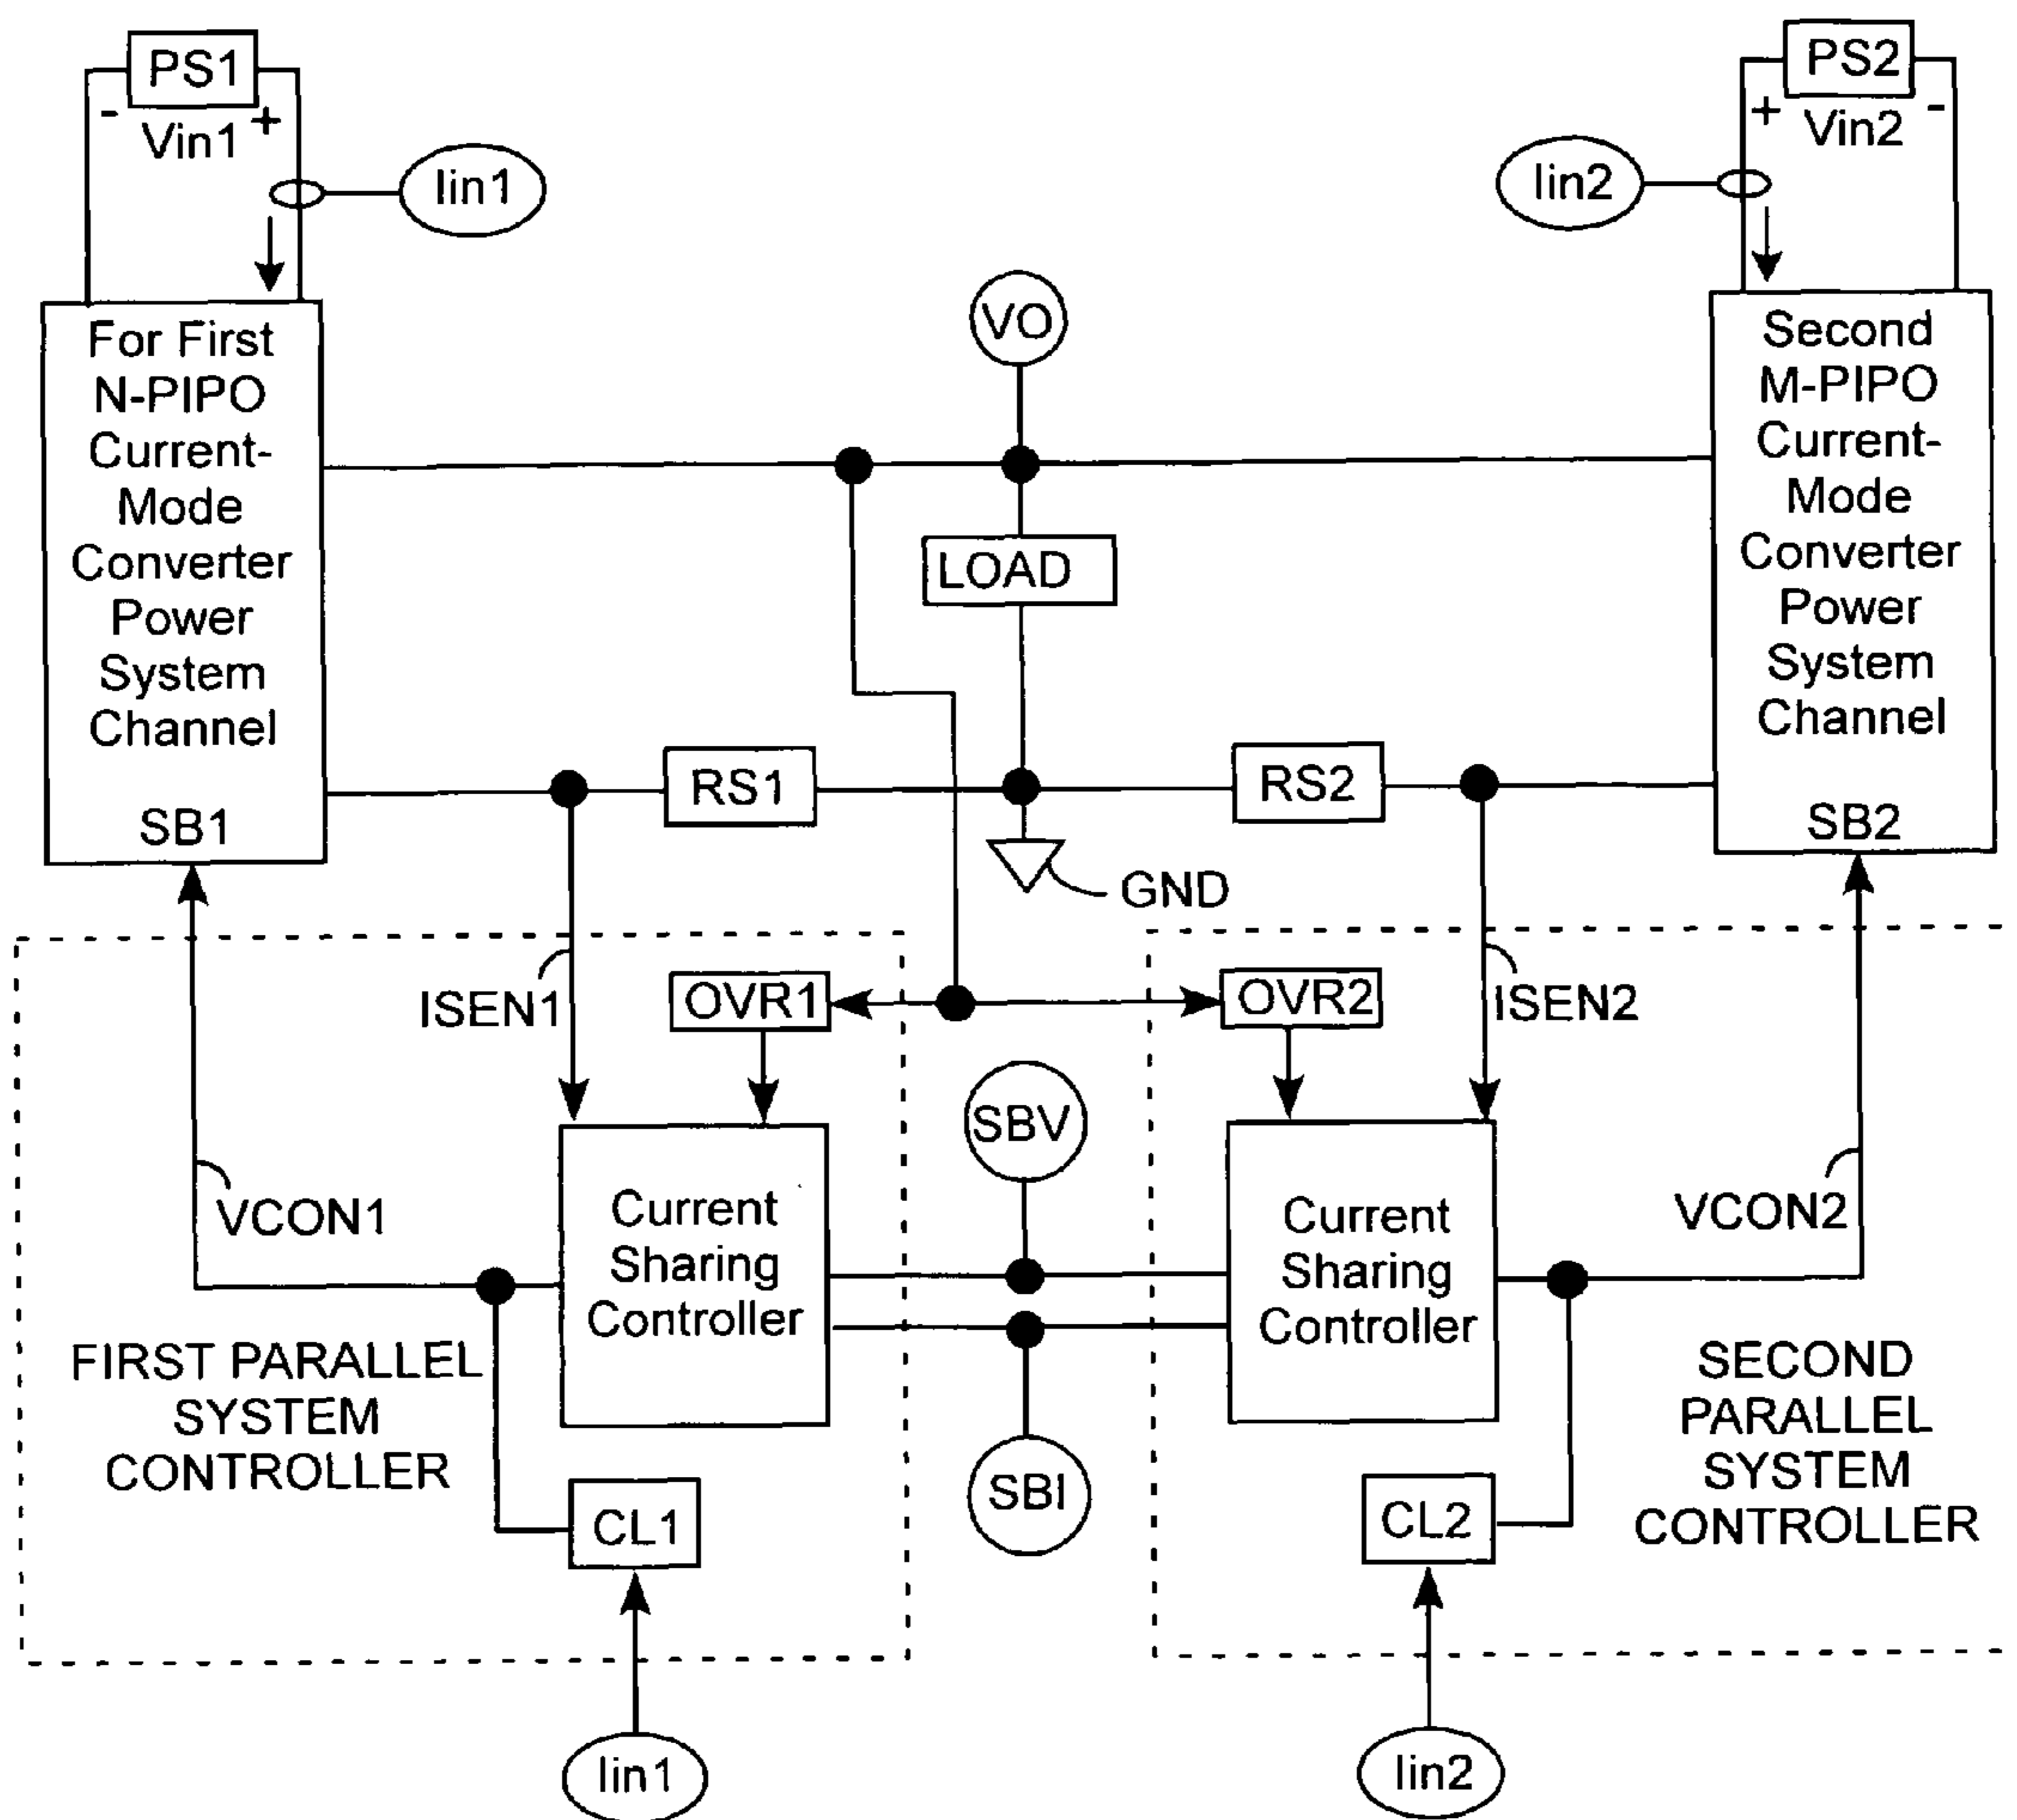 PS1
-
Vin1
+
Iin1
PS2
+
Vin2
-
Iin2
VO
For First
N-PIPO
Current-
Mode
Converter
Power
System
Channel
SB1
Second
M-PIPO
Current-
Mode
Converter
Power
System
Channel
SB2
LOAD
RS1
RS2
GND
ISEN1
OVR1
OVR2
ISEN2
SBV
VCON1
Current
Sharing
Controller
Current
Sharing
Controller
VCON2
FIRST PARALLEL
SYSTEM
CONTROLLER
SBI
SECOND
PARALLEL
SYSTEM
CONTROLLER
CL1
CL2
Iin1
Iin2